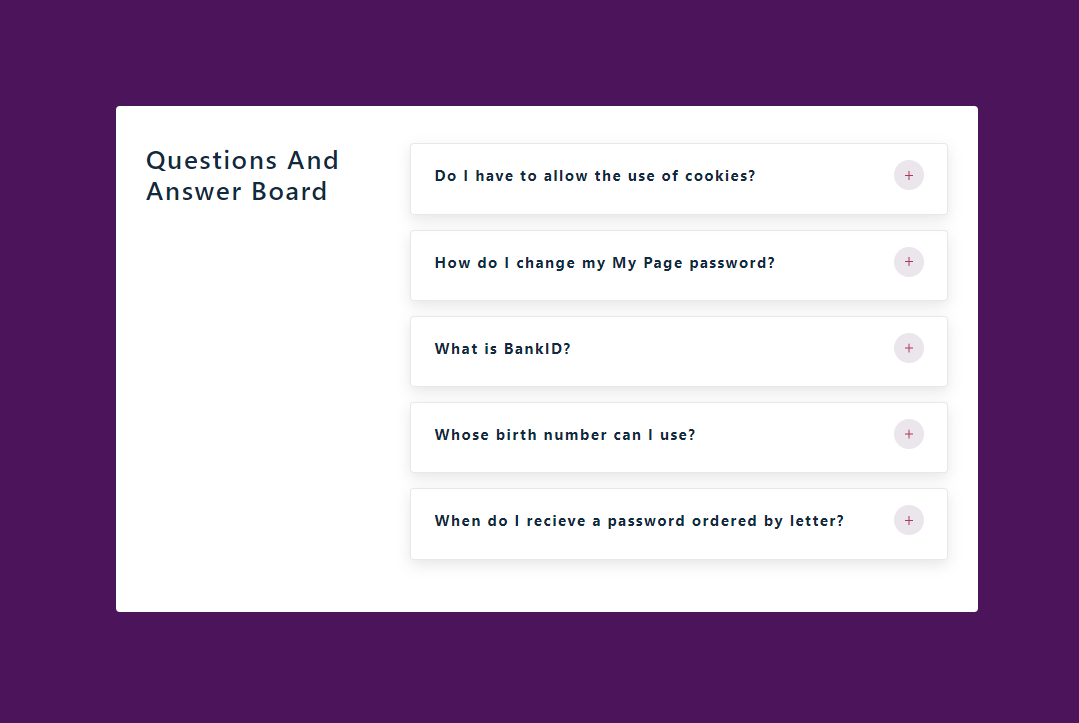 Questions And
Answer Board
Do I have to allow the use of cookies?
+
How do I change my My Page password?
+
What is BankID?
+
Whose birth number can I use?
+
When do I recieve a password ordered by letter?
+